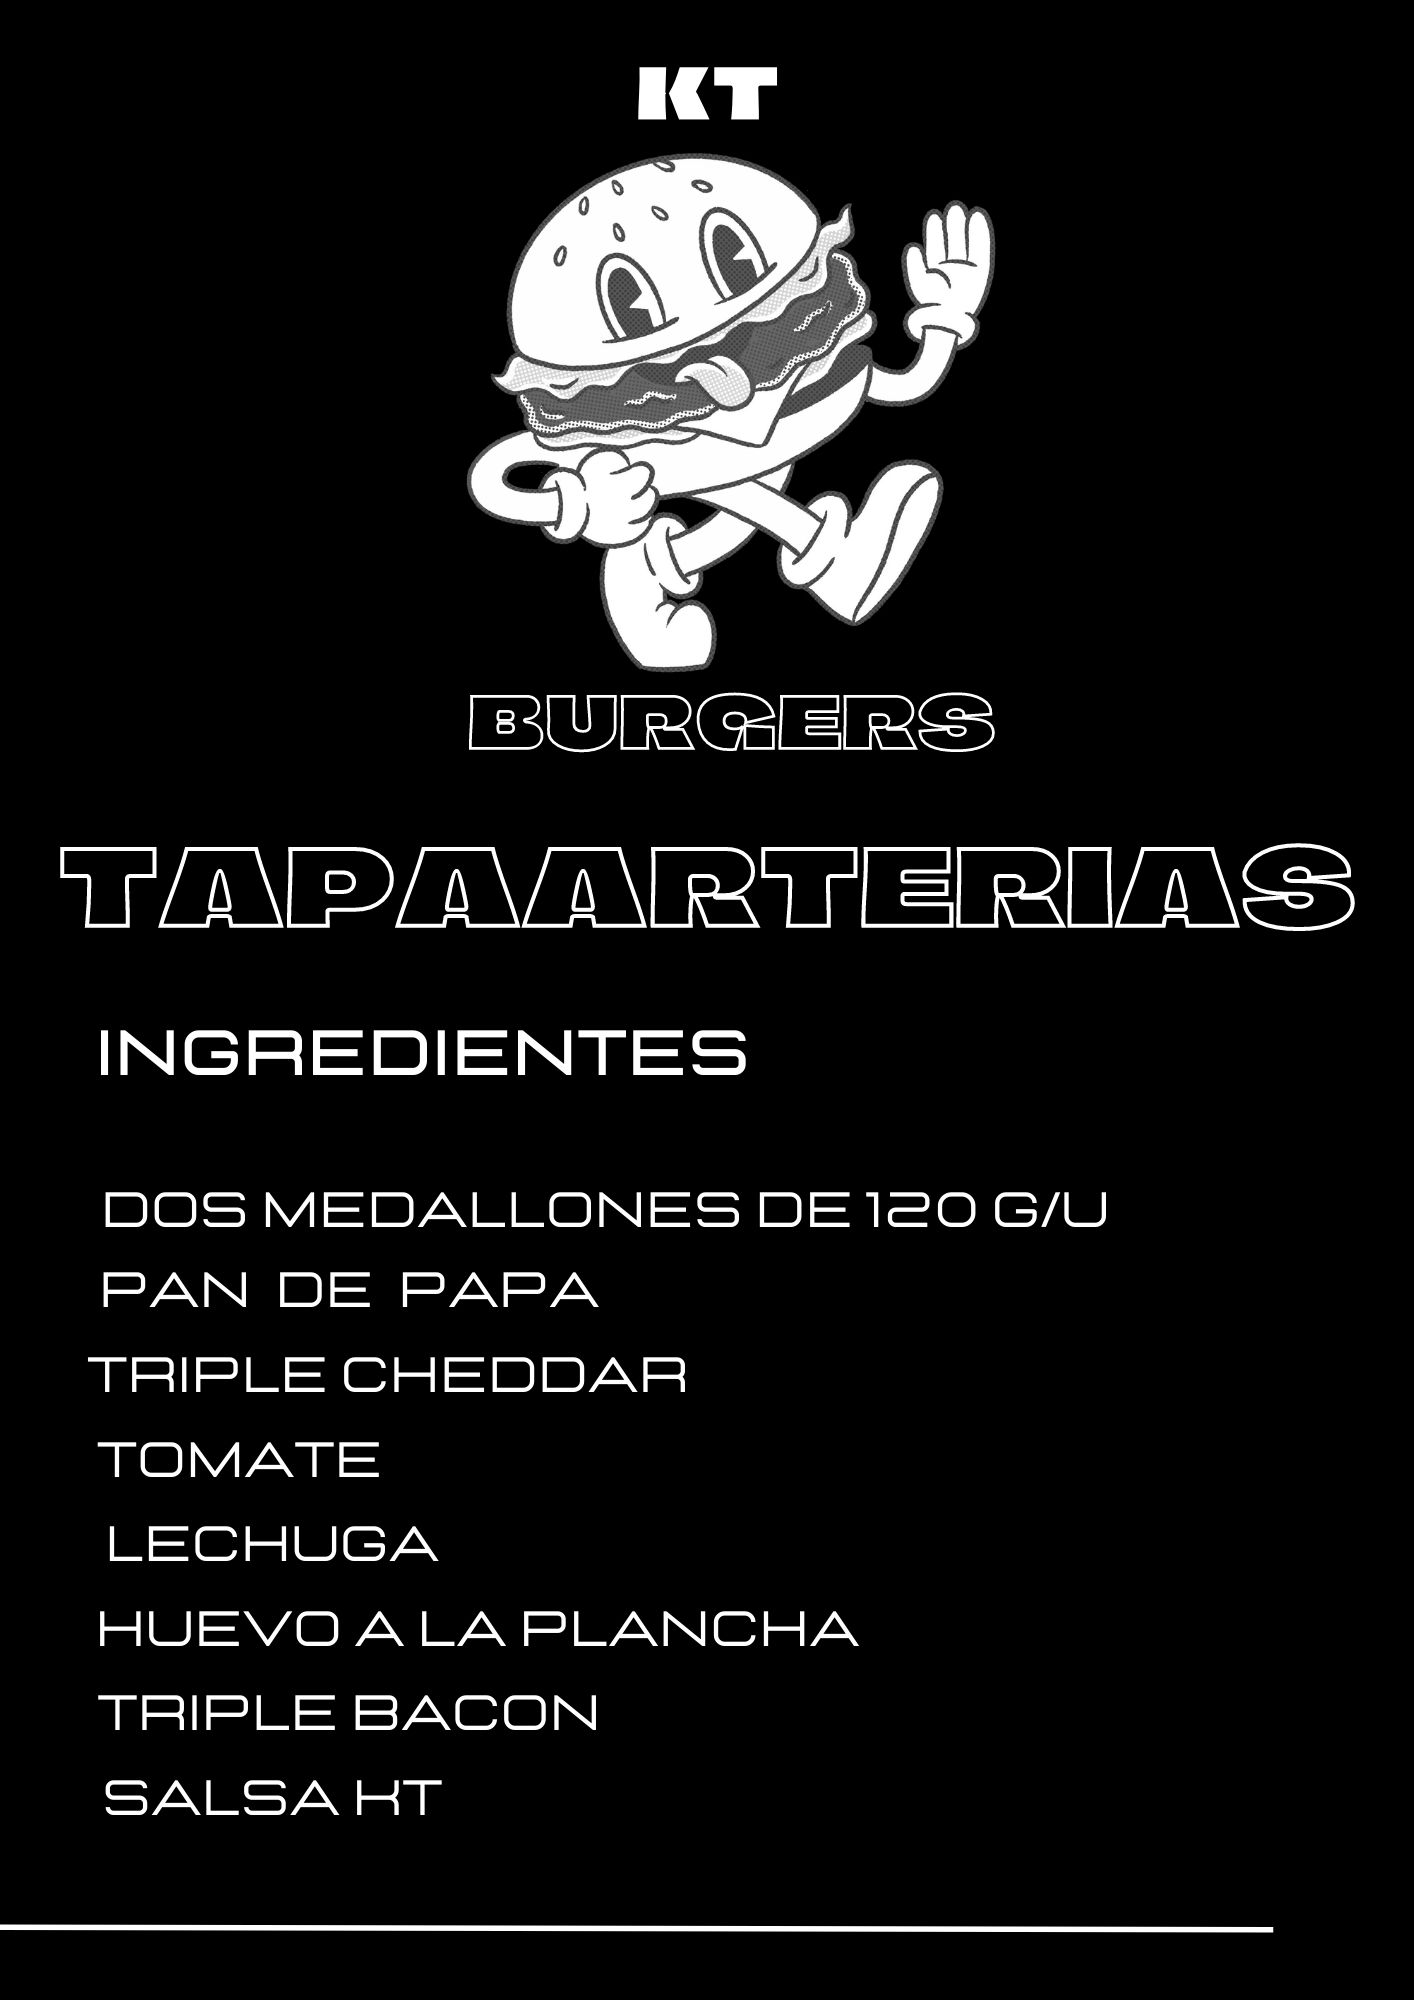 KT
BURGERS
TAPAARTERIAS
INGREDIENTES
DOS MEDALLONES DE 120 G/U
PAN DE PAPA
TRIPLE CHEDDAR
TOMATE
LECHUGA
HUEVO A LA PLANCHA
TRIPLE BACON
SALSA KT